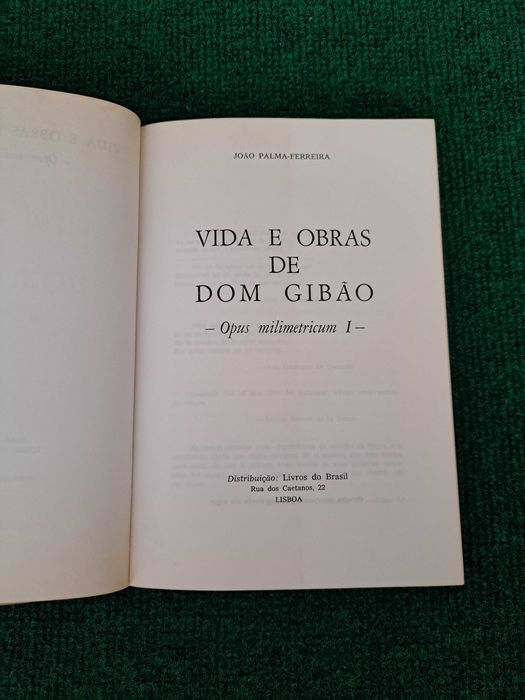 JOÃO PALMA-FERREIRA
VIDA E OBRAS
DE
DOM GIBÃO
– Opus milimetricum I –
Distribuição: Livros do Brasil
Rua dos Caetanos, 22
LISBOA